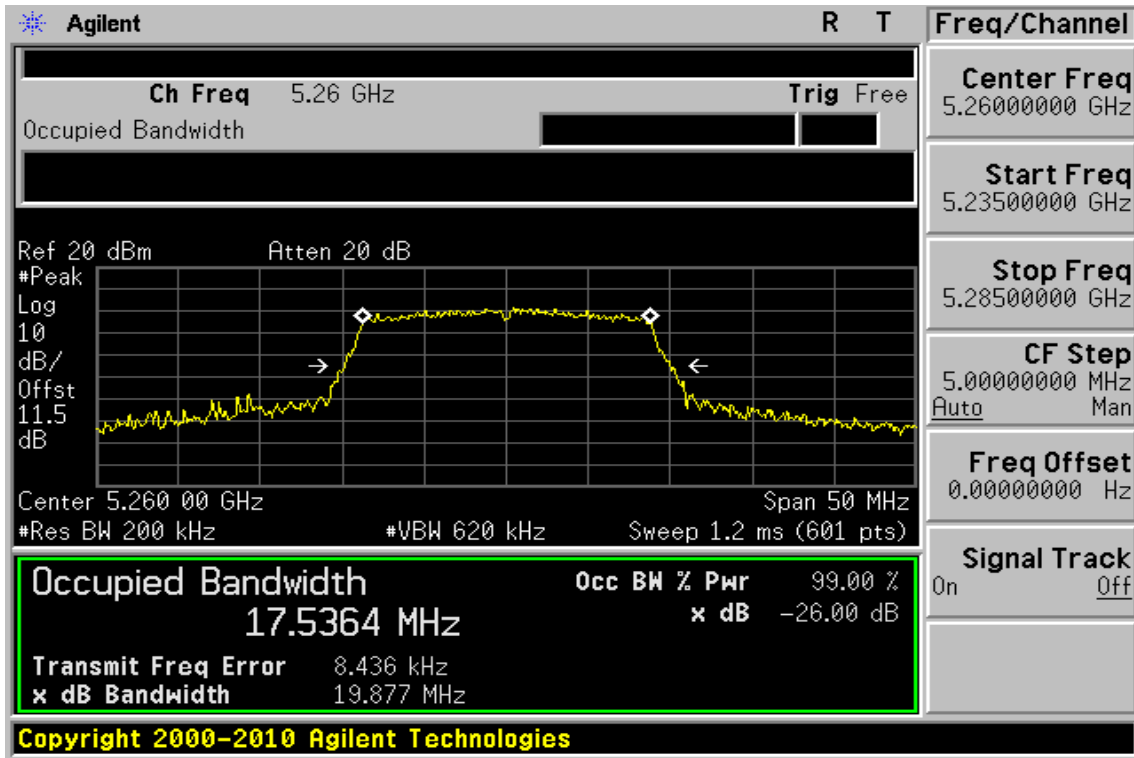 Agilent R T
Ch Freq 5.26 GHz Trig Free
Occupied Bandwidth
Ref 20 dBm Atten 20 dB
#Peak
Log
10
dB/
Offst
11.5
dB
Center 5.260 00 GHz Span 50 MHz
#Res BW 200 kHz #VBW 620 kHz Sweep 1.2 ms (601 pts)
Occupied Bandwidth
17.5364 MHz
Occ BW % Pwr 99.00 %
x dB -26.00 dB
Transmit Freq Error 8.436 kHz
x dB Bandwidth 19.877 MHz
Copyright 2000-2010 Agilent Technologies
Freq/Channel
Center Freq
5.26000000 GHz
Start Freq
5.23500000 GHz
Stop Freq
5.28500000 GHz
CF Step
5.00000000 MHz
Auto Man
Freq Offset
0.00000000 Hz
Signal Track
On Off